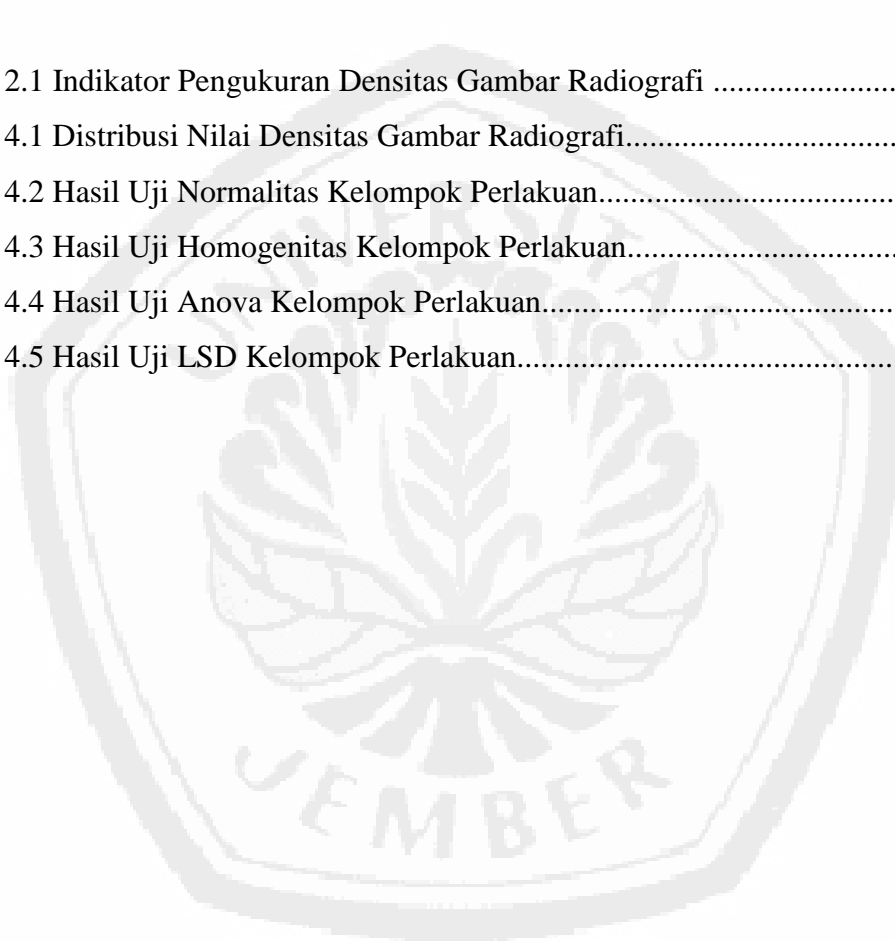 2.1 Indikator Pengukuran Densitas Gambar Radiografi ......................
4.1 Distribusi Nilai Densitas Gambar Radiografi.................................
4.2 Hasil Uji Normalitas Kelompok Perlakuan.....................................
4.3 Hasil Uji Homogenitas Kelompok Perlakuan.................................
4.4 Hasil Uji Anova Kelompok Perlakuan...........................................
4.5 Hasil Uji LSD Kelompok Perlakuan..............................................
UNIVERSITAS
JEMBER